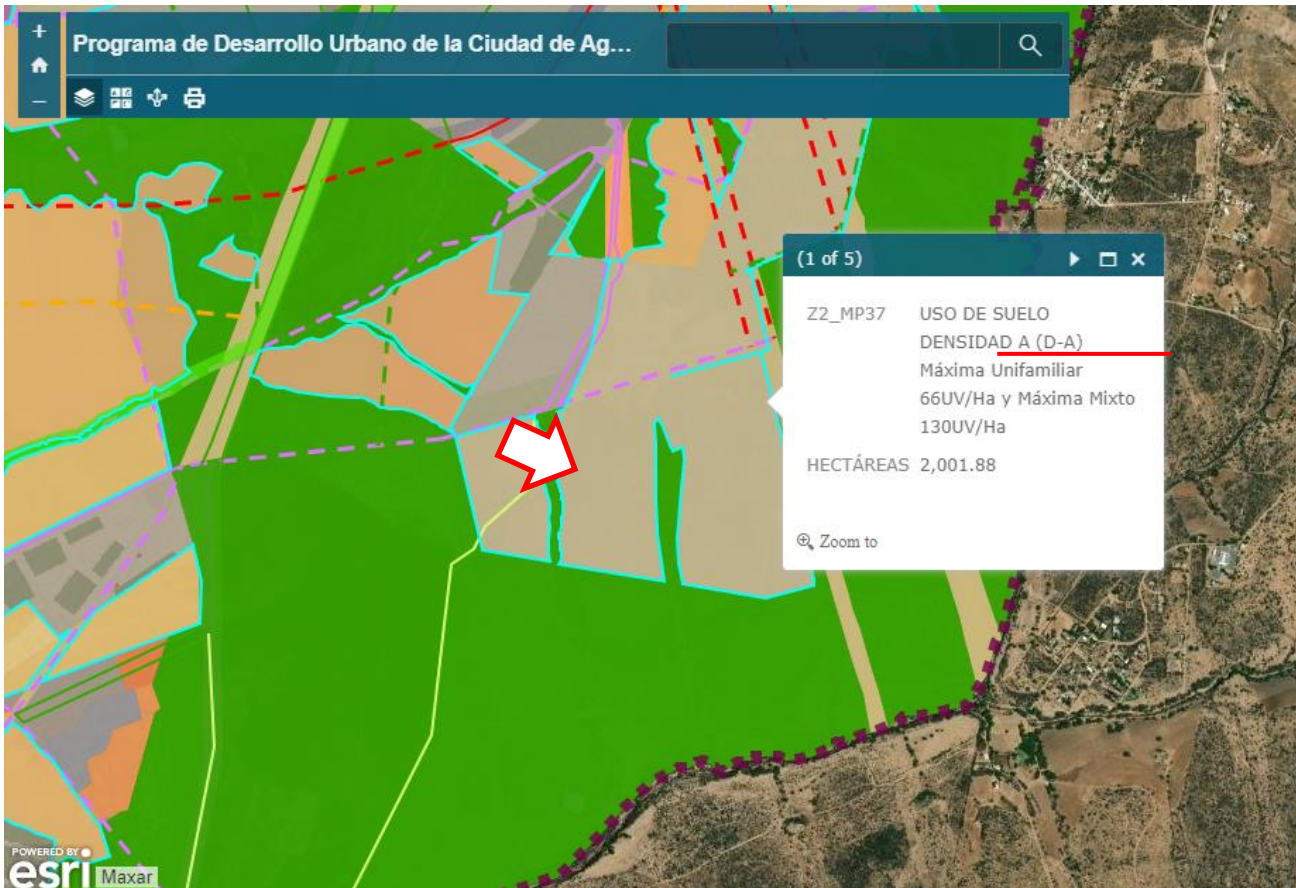 Programa de Desarrollo Urbano de la Ciudad de Ag...
(1 of 5)
Z2_MP37 USO DE SUELO
DENSIDAD A (D-A)
Máxima Unifamiliar
66UV/Ha y Máxima Mixto
130UV/Ha
HECTÁREAS 2,001.88
Zoom to
POWERED BY
esri Maxar